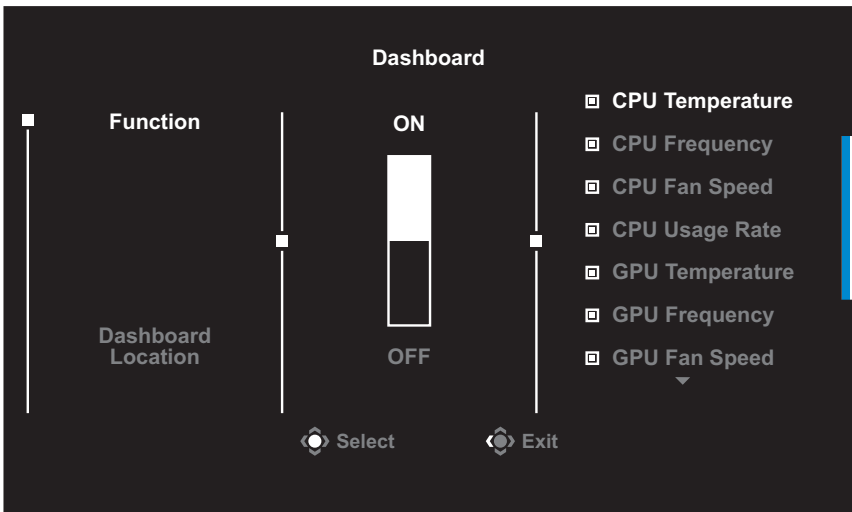 Dashboard
Function
Dashboard
Location
ON
OFF
CPU Temperature
CPU Frequency
CPU Fan Speed
CPU Usage Rate
GPU Temperature
GPU Frequency
GPU Fan Speed
Select
Exit